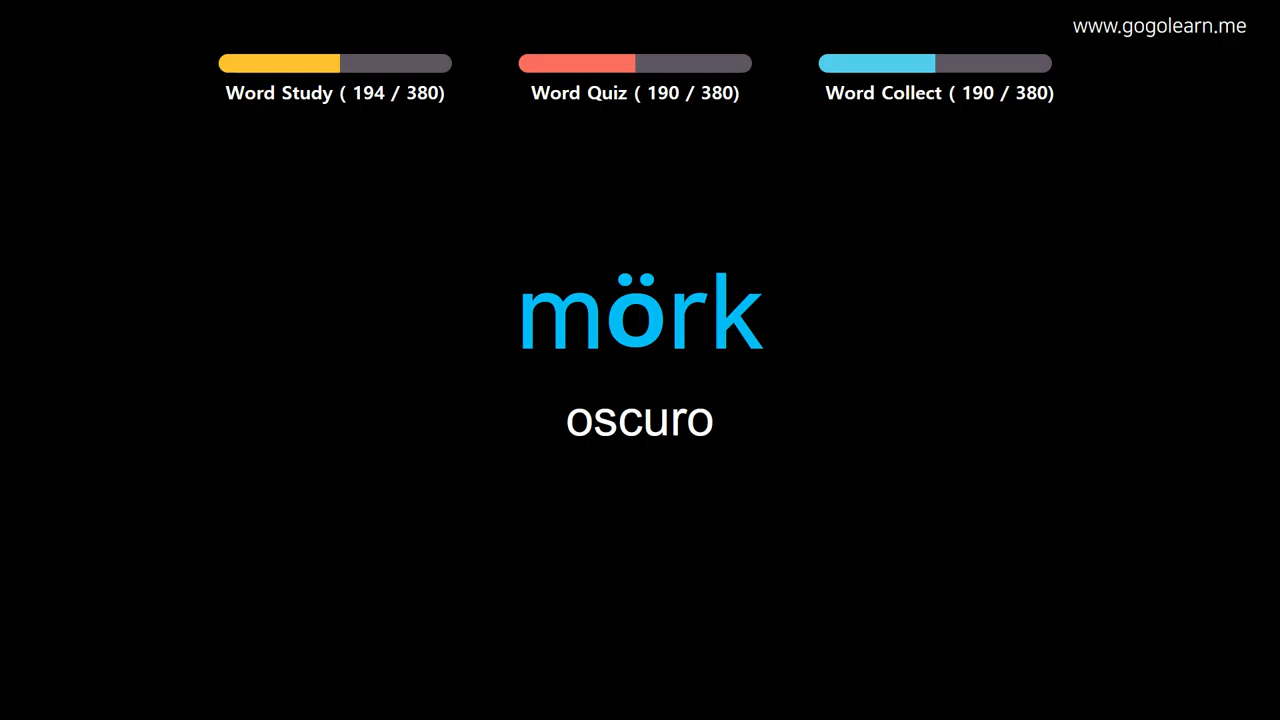 www.gogolearn.me
Word Study ( 194 / 380)
Word Quiz ( 190 / 380)
Word Collect ( 190 / 380)
mörk
oscuro